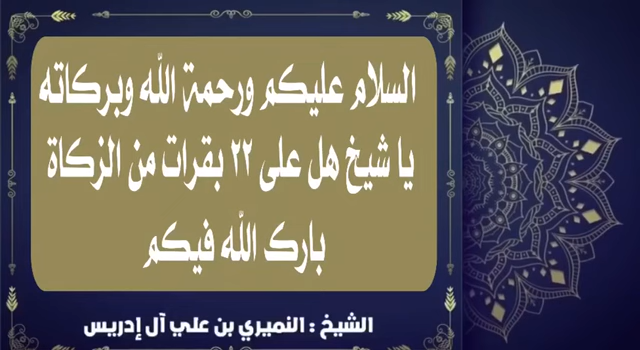 السلام عليكم ورحمة الله وبركاته
يا شيخ هل على ٢٢ بقرات من الزكاة
بارك الله فيكم
الشيخ : النميري بن علي آل إدريس